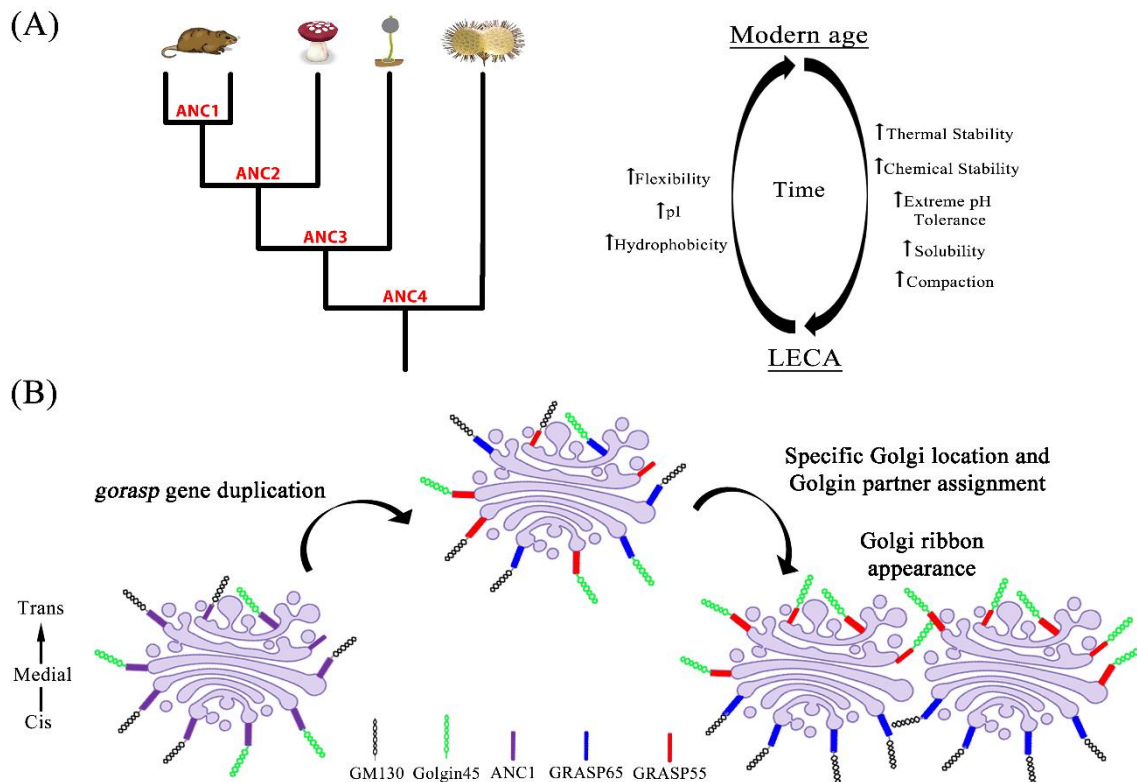 (A)
ANC1
ANC2
ANC3
ANC4
Modern age
↑Flexibility
↑pI
↑Hydrophobicity
Time
↑Thermal Stability
↑Chemical Stability
↑Extreme pH
Tolerance
↑Solubility
↑Compaction
LECA
(B)
gorasp gene duplication
Specific Golgi location and
Golgin partner assignment
Golgi ribbon
appearance
Trans
Medial
Cis
GM130 Golgin45 ANC1 GRASP65 GRASP55